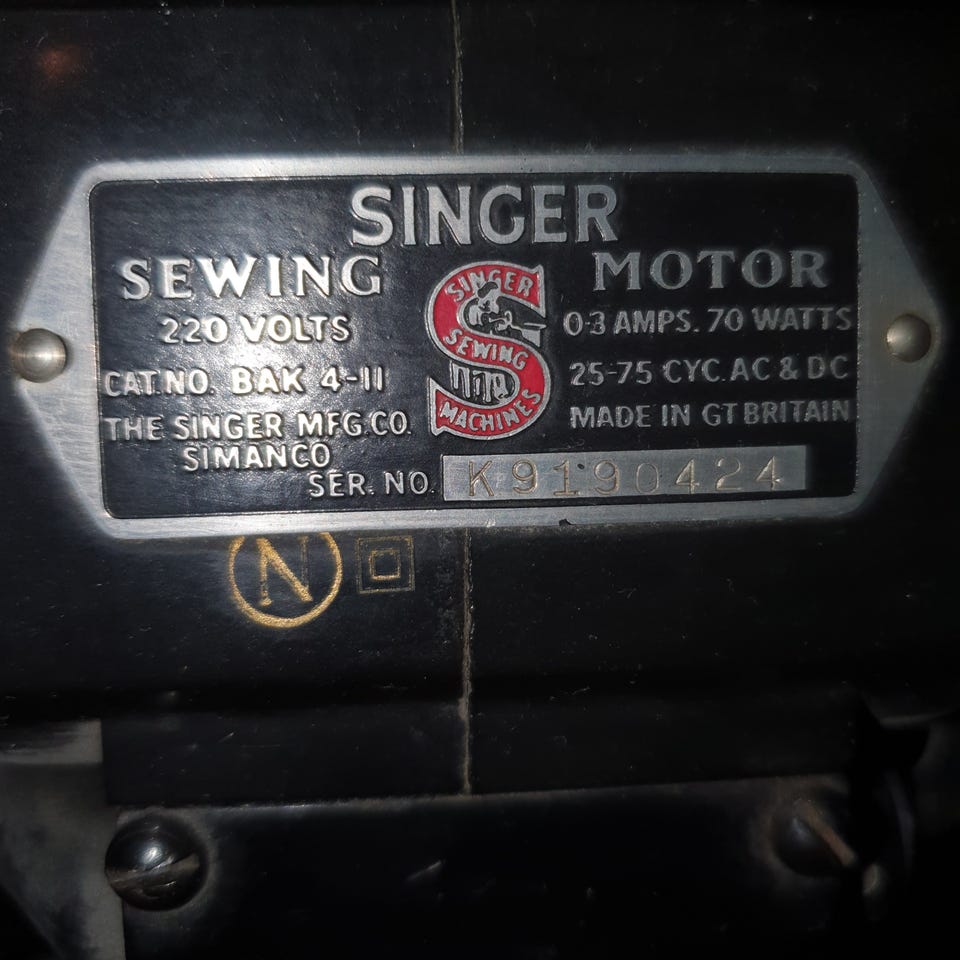 SINGER
SEWING MOTOR
220 VOLTS
0·3 AMPS. 70 WATTS
CAT.NO. BAK 4-11
25-75 CYC. AC & DC
THE SINGER MFG. CO.
MADE IN GT BRITAIN
SIMANCO
SER. NO. K9190424
SINGER
SEWING
MACHINES
N